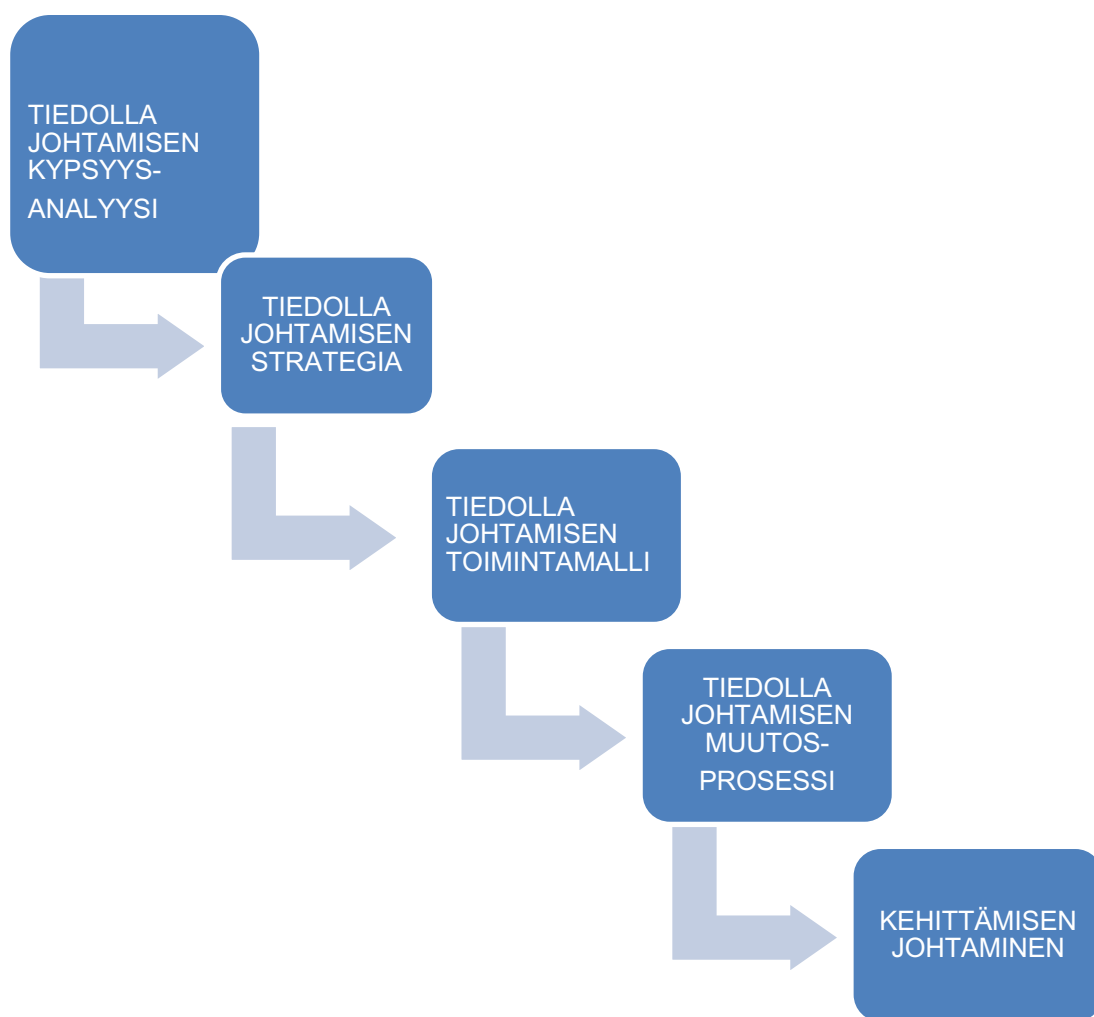 TIEDOLLA
JOHTAMISEN
KYPSYYS-
ANALYYSI
TIEDOLLA
JOHTAMISEN
STRATEGIA
TIEDOLLA
JOHTAMISEN
TOIMINTAMALLI
TIEDOLLA
JOHTAMISEN
MUUTOS-
PROSESSI
KEHITTÄMISEN
JOHTAMINEN